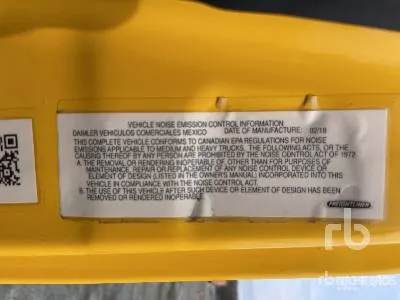 VEHICLE NOISE EMISSION CONTROL INFORMATION
DAIMLER VEHICULOS COMERCIALES MEXICO DATE OF MANUFACTURE: 02/18
THIS COMPLETE VEHICLE CONFORMS TO CANADIAN EPA REGULATIONS FOR NOISE
EMISSIONS APPLICABLE TO MEDIUM AND HEAVY TRUCKS. THE FOLLOWING ACTS, OR THE
CAUSING THEREOF BY ANY PERSON ARE PROHIBITED BY THE NOISE CONTROL ACT OF 1972
A. THE REMOVAL OR RENDERING INOPERABLE OF, OTHER THAN FOR PURPOSES OF
MAINTENANCE, REPAIR OR REPLACEMENT OF ANY NOISE CONTROL DEVICE OR
ELEMENT OF DESIGN (LISTED IN THE OWNER'S MANUAL) INCORPORATED INTO THIS
VEHICLE IN COMPLIANCE WITH THE NOISE CONTROL ACT.
B. THE USE OF THIS VEHICLE AFTER SUCH DEVICE OR ELEMENT OF DESIGN HAS BEEN
REMOVED OR RENDERED INOPERABLE.
FREIGHTLINER
rb
rb